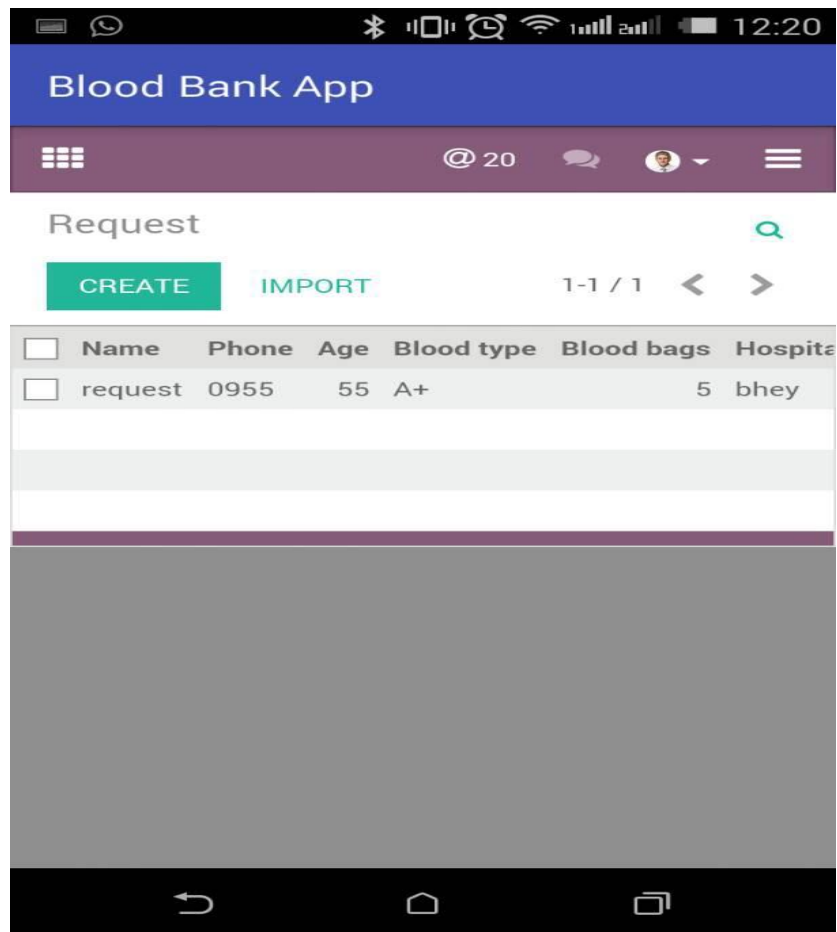 12:20
Blood Bank App
@ 20
Request
CREATE IMPORT 1-1 / 1
Name Phone Age Blood type Blood bags Hospita
request 0955 55 A+ 5 bhey